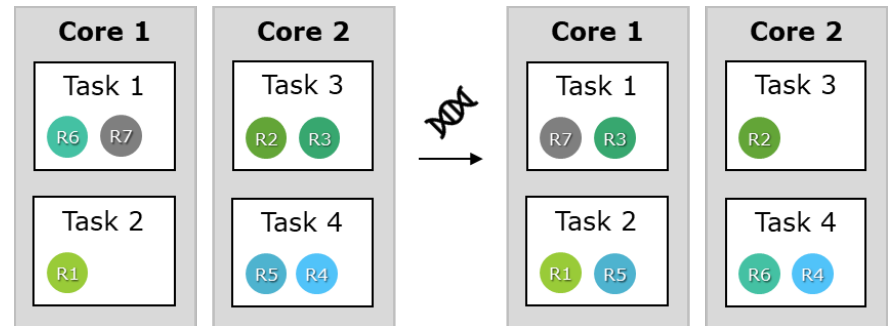 Core 1 Core 2 Core 1 Core 2
Task 1 Task 3 Task 1 Task 3
R6 R7 R2 R3 R7 R3 R2
Task 2 Task 4 Task 2 Task 4
R1 R5 R4 R1 R5 R6 R4